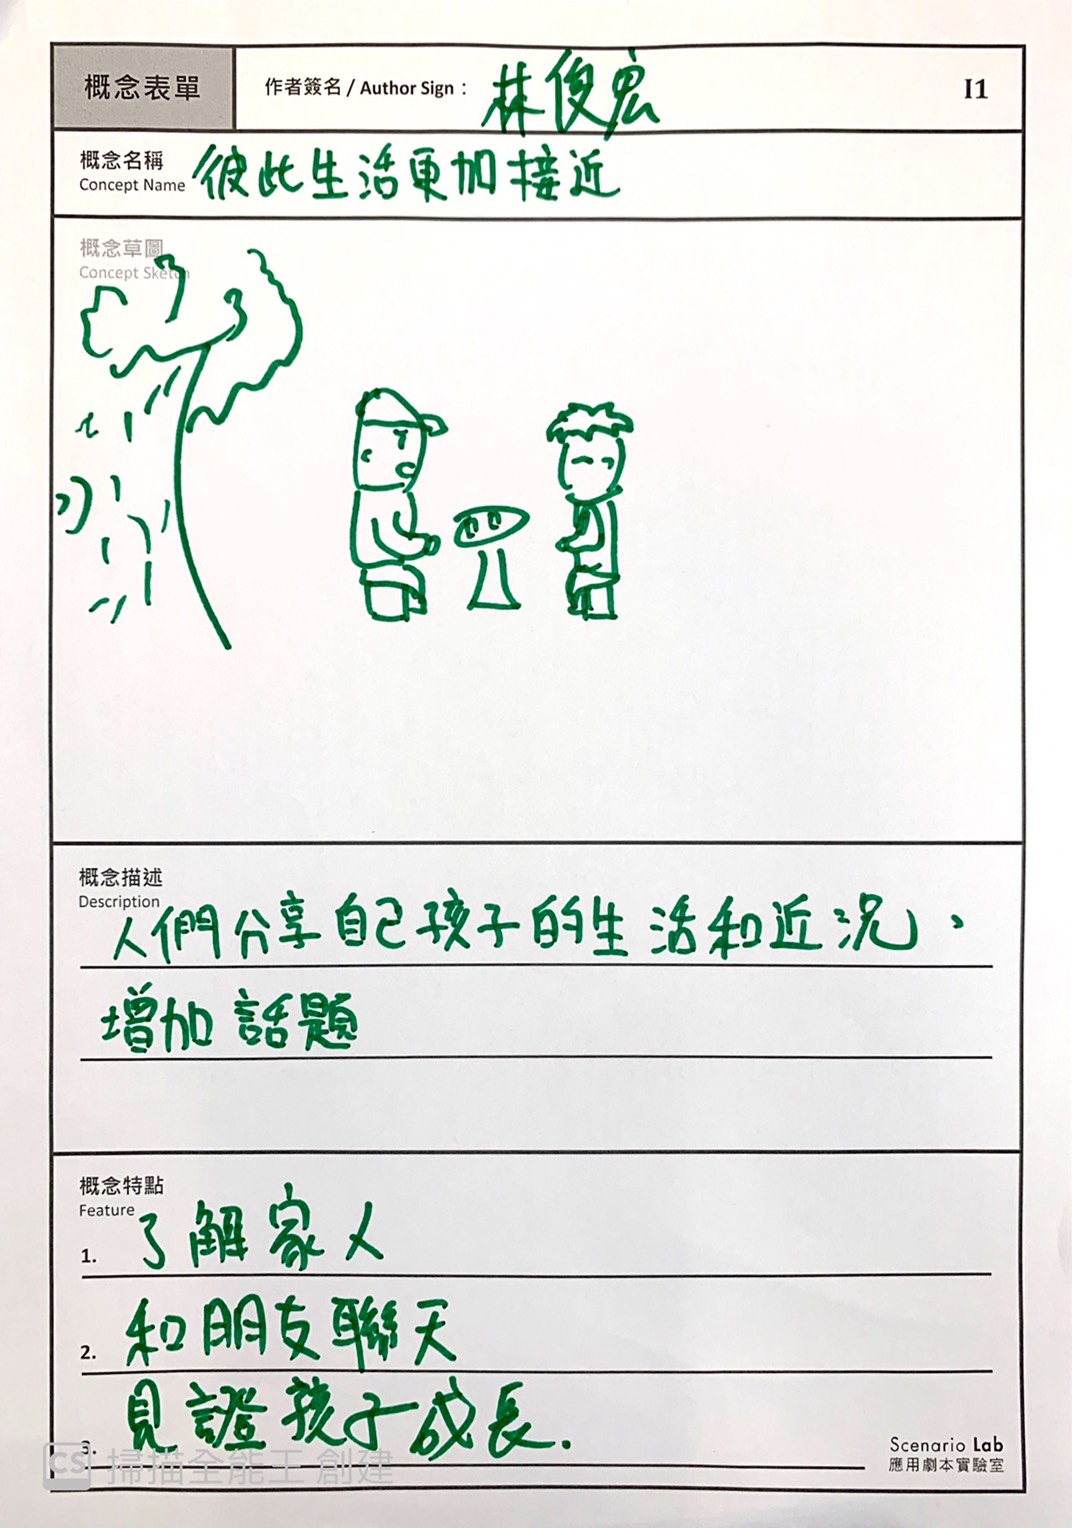 概念表單
作者簽名 / Author Sign： 林俊宏
I1
概念名稱
Concept Name
彼此生活更加接近
概念草圖
Concept Sketch
概念描述
Description
人們分享自己孩子的生活和近況，
增加話題
概念特點
Feature
1. 了解家人
2. 和朋友聯天
3. 見證孩子成長.
Scenario Lab
應用劇本實驗室
CS 掃描全能王 創建